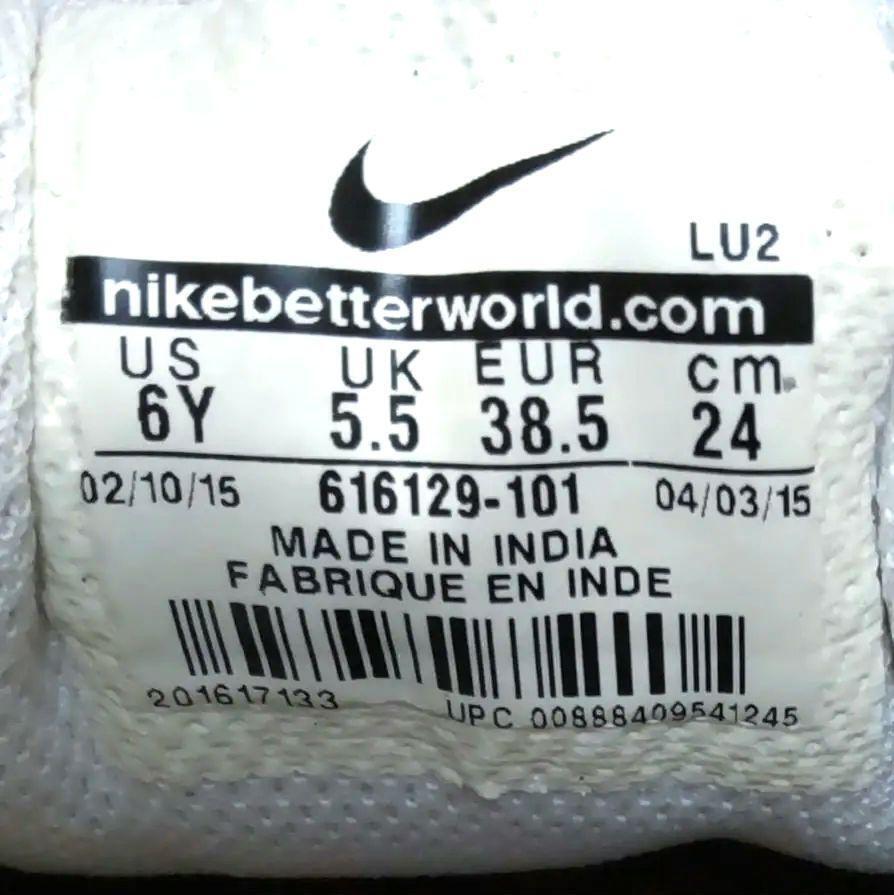 LU2
nikebetterworld.com
US UK EUR cm
6Y 5.5 38.5 24
02/10/15 616129-101 04/03/15
MADE IN INDIA
FABRIQUE EN INDE
201617133 UPC 00888409541245